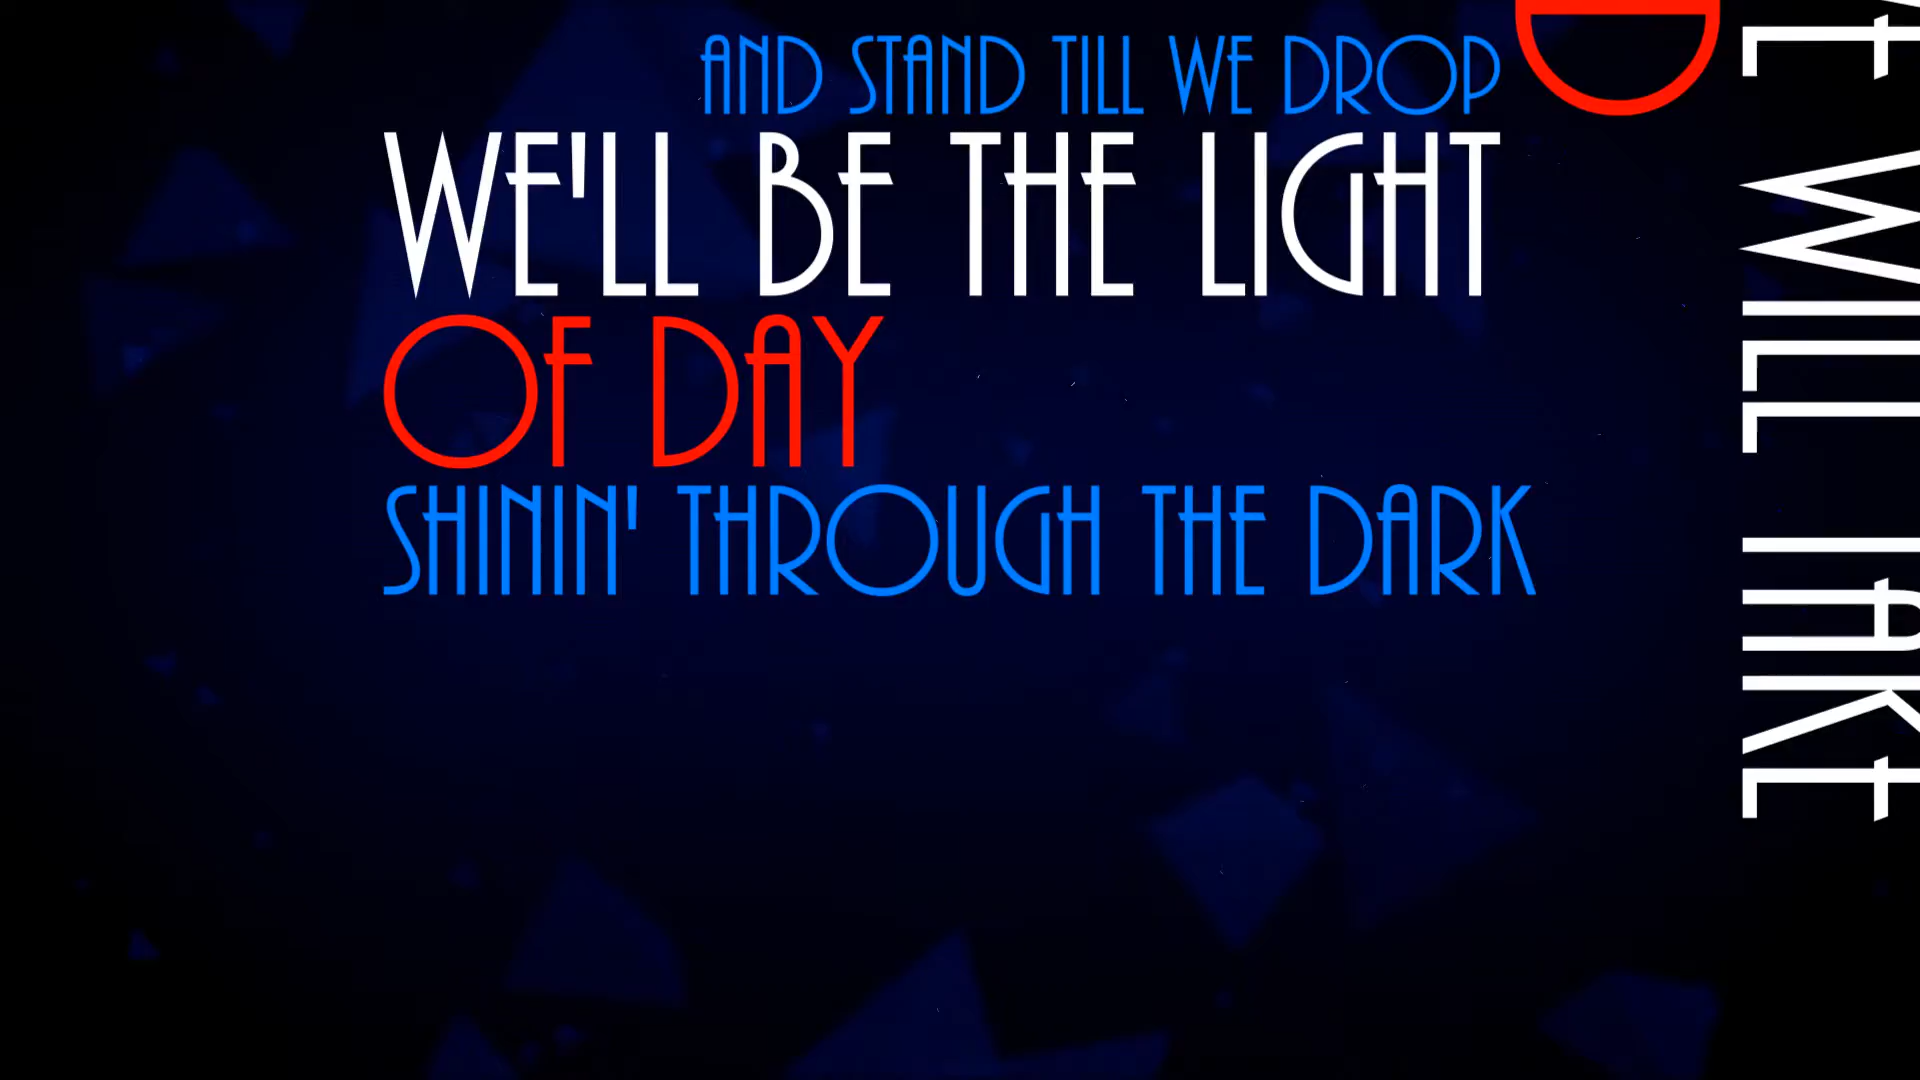 AND STAND TILL WE DROP
WE'LL BE THE LIGHT
OF DAY
SHININ' THROUGH THE DARK
WILL TAKE